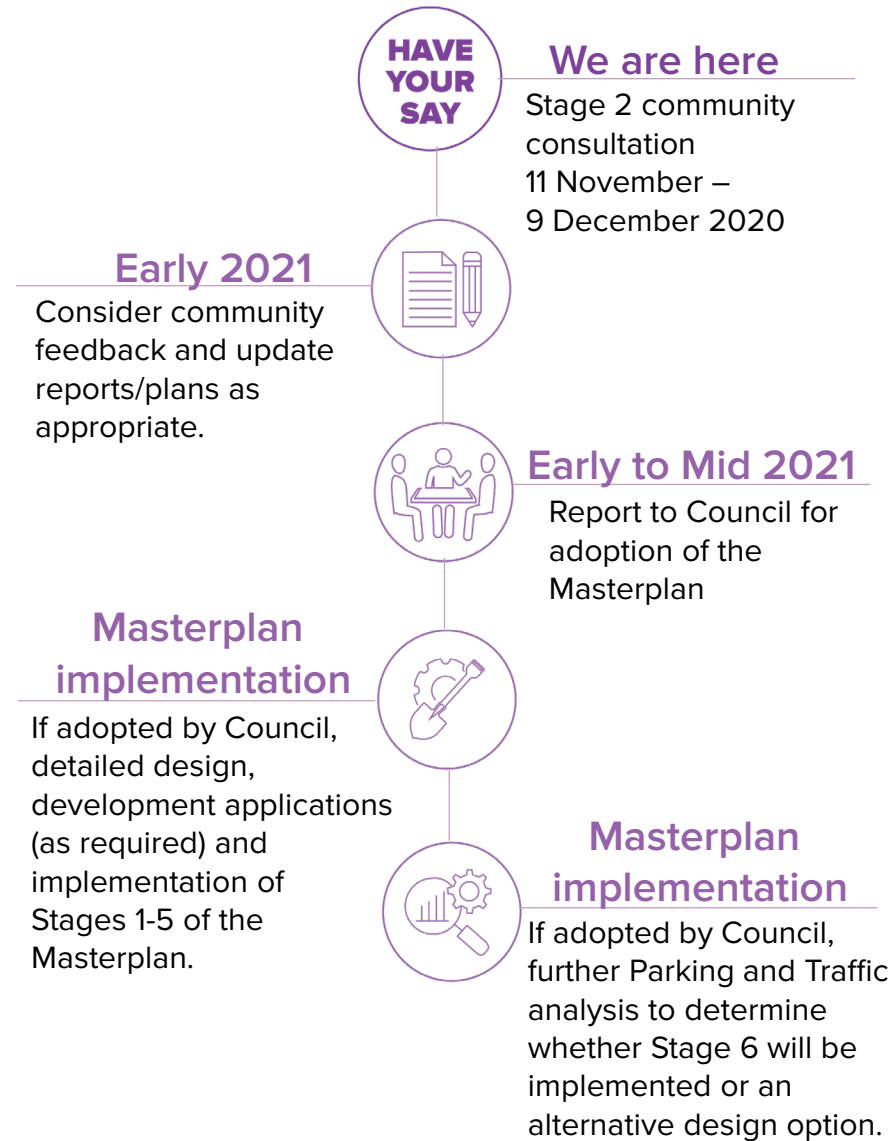 HAVE
YOUR
SAY
We are here
Stage 2 community
consultation
11 November –
9 December 2020
Early 2021
Consider community
feedback and update
reports/plans as
appropriate.
Early to Mid 2021
Report to Council for
adoption of the
Masterplan
Masterplan
implementation
If adopted by Council,
detailed design,
development applications
(as required) and
implementation of
Stages 1-5 of the
Masterplan.
Masterplan
implementation
If adopted by Council,
further Parking and Traffic
analysis to determine
whether Stage 6 will be
implemented or an
alternative design option.